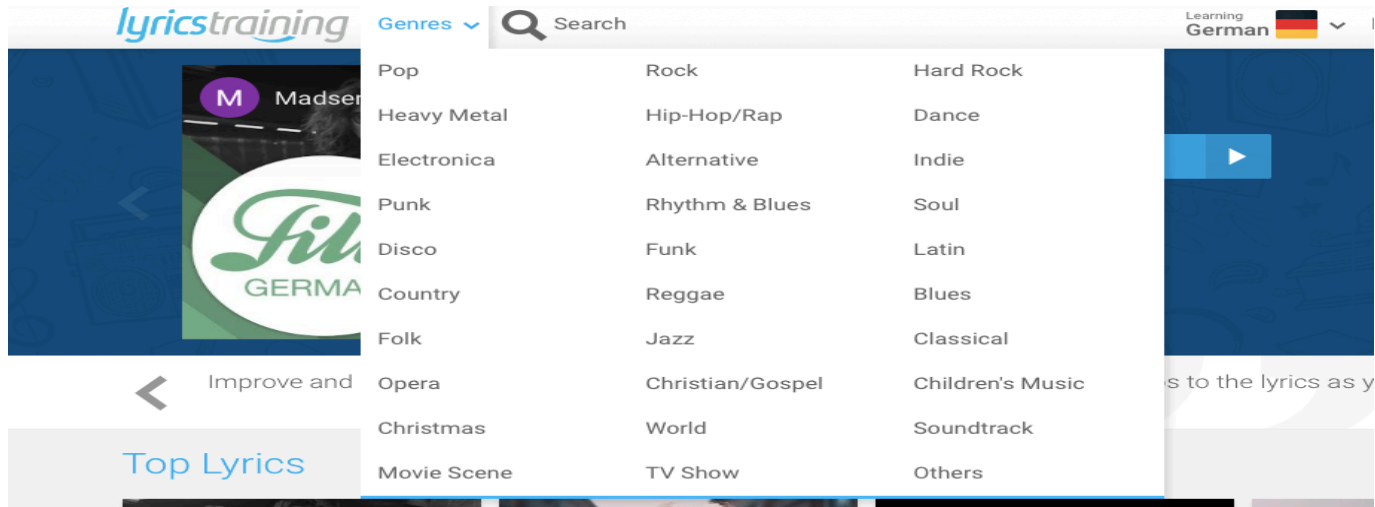 lyricstraining Genres Search Learning
German
Pop Rock Hard Rock
M Madsen
Heavy Metal Hip-Hop/Rap Dance
Electronica Alternative Indie
Punk Rhythm & Blues Soul
Disco Funk Latin
GERMA
Country Reggae Blues
Folk Jazz Classical
Improve and
Opera Christian/Gospel Children's Music
s to the lyrics as y
Christmas World Soundtrack
Top Lyrics
Movie Scene TV Show Others